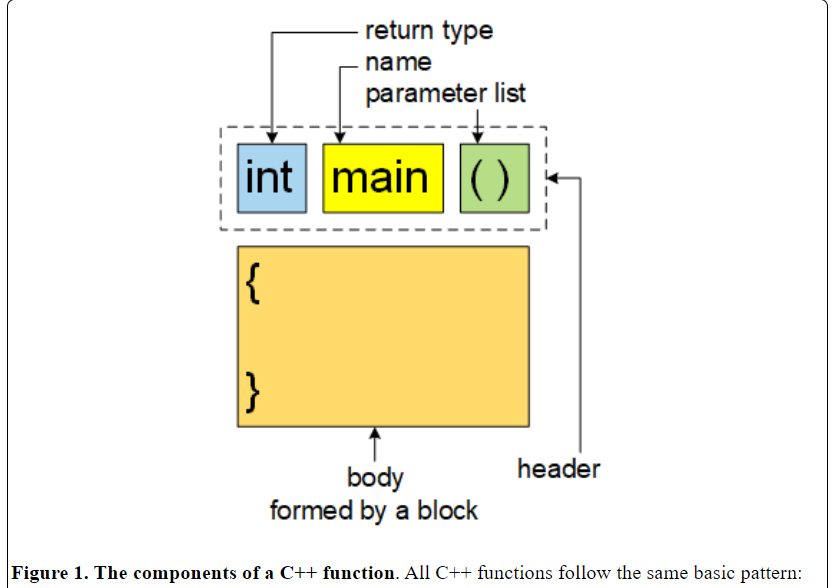 return type
name
parameter list
int main ()
{
}
body
formed by a block
header
Figure 1. The components of a C++ function. All C++ functions follow the same basic pattern: